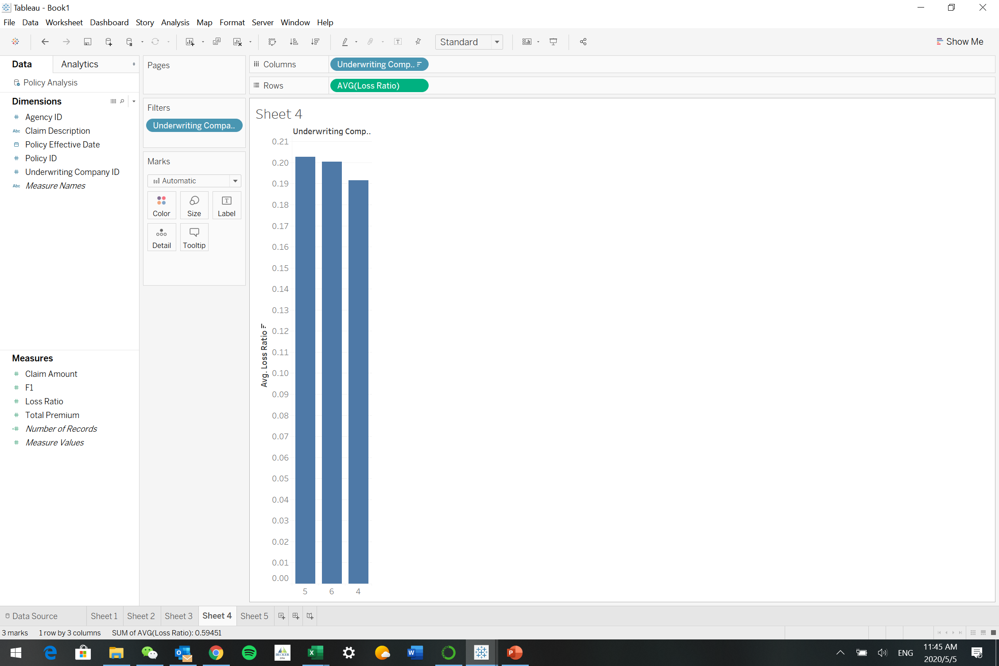 Tableau - Book1
File Data Worksheet Dashboard Story Analysis Map Format Server Window Help
Standard
Show Me
Data
Analytics
Policy Analysis
Dimensions
Agency ID
Abc Claim Description
Policy Effective Date
Policy ID
Underwriting Company ID
Abc Measure Names
Measures
Claim Amount
F1
Loss Ratio
Total Premium
Number of Records
Measure Values
Pages
Filters
Underwriting Compa..
Marks
Automatic
Color
Size
Label
Detail
Tooltip
Columns
Underwriting Comp..
Rows
AVG(Loss Ratio)
Sheet 4
Underwriting Comp..
0.21
0.20
0.19
0.18
0.17
0.16
0.15
0.14
0.13
0.12
0.11
0.10
0.09
0.08
0.07
0.06
0.05
0.04
0.03
0.02
0.01
0.00
Avg. Loss Ratio
5 6 4
Data Source
Sheet 1
Sheet 2
Sheet 3
Sheet 4
Sheet 5
3 marks
1 row by 3 columns
SUM of AVG(Loss Ratio): 0.59451
BECKER
CPA
ENG
11:45 AM
2020/5/5